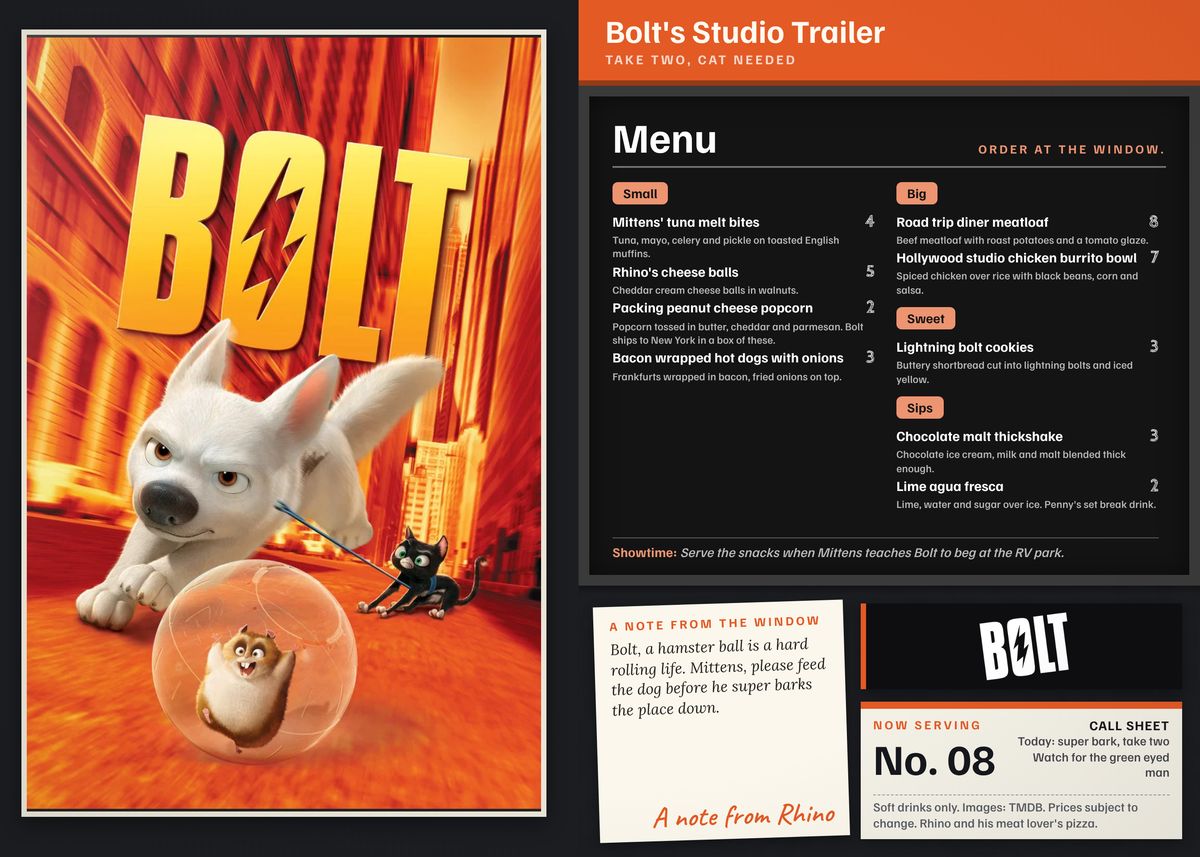 BOLT
Bolt's Studio Trailer
TAKE TWO, CAT NEEDED
Menu
ORDER AT THE WINDOW.
Small
Mittens' tuna melt bites 4
Tuna, mayo, celery and pickle on toasted English
muffins.
Rhino's cheese balls 5
Cheddar cream cheese balls in walnuts.
Packing peanut cheese popcorn 2
Popcorn tossed in butter, cheddar and parmesan. Bolt
ships to New York in a box of these.
Bacon wrapped hot dogs with onions 3
Frankfurts wrapped in bacon, fried onions on top.
Big
Road trip diner meatloaf 8
Beef meatloaf with roast potatoes and a tomato glaze.
Hollywood studio chicken burrito bowl 7
Spiced chicken over rice with black beans, corn and
salsa.
Sweet
Lightning bolt cookies 3
Buttery shortbread cut into lightning bolts and iced
yellow.
Sips
Chocolate malt thickshake 3
Chocolate ice cream, milk and malt blended thick
enough.
Lime agua fresca 2
Lime, water and sugar over ice. Penny's set break drink.
Showtime: Serve the snacks when Mittens teaches Bolt to beg at the RV park.
A NOTE FROM THE WINDOW
Bolt, a hamster ball is a hard
rolling life. Mittens, please feed
the dog before he super barks
the place down.
A note from Rhino
BOLT
NOW SERVING
No. 08
CALL SHEET
Today: super bark, take two
Watch for the green eyed
man
Soft drinks only. Images: TMDB. Prices subject to
change. Rhino and his meat lover's pizza.